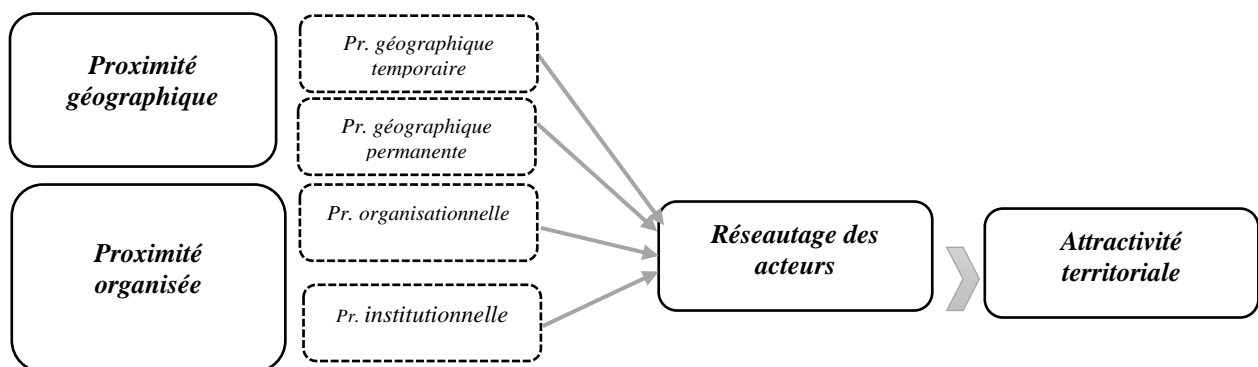 Proximité
géographique
Pr. géographique
temporaire
Pr. géographique
permanente
Proximité
organisée
Pr. organisationnelle
Pr. institutionnelle
Réseautage des
acteurs
Attractivité
territoriale